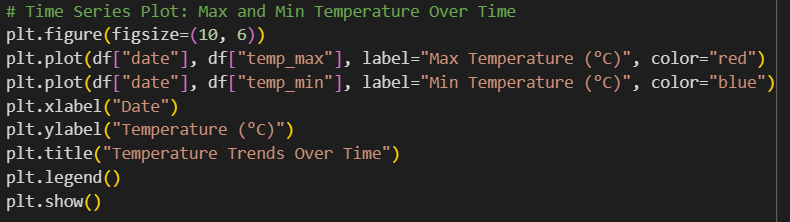 # Time Series Plot: Max and Min Temperature Over Time
plt.figure(figsize=(10, 6))
plt.plot(df["date"], df["temp_max"], label="Max Temperature (°C)", color="red")
plt.plot(df["date"], df["temp_min"], label="Min Temperature (°C)", color="blue")
plt.xlabel("Date")
plt.ylabel("Temperature (°C)")
plt.title("Temperature Trends Over Time")
plt.legend()
plt.show()